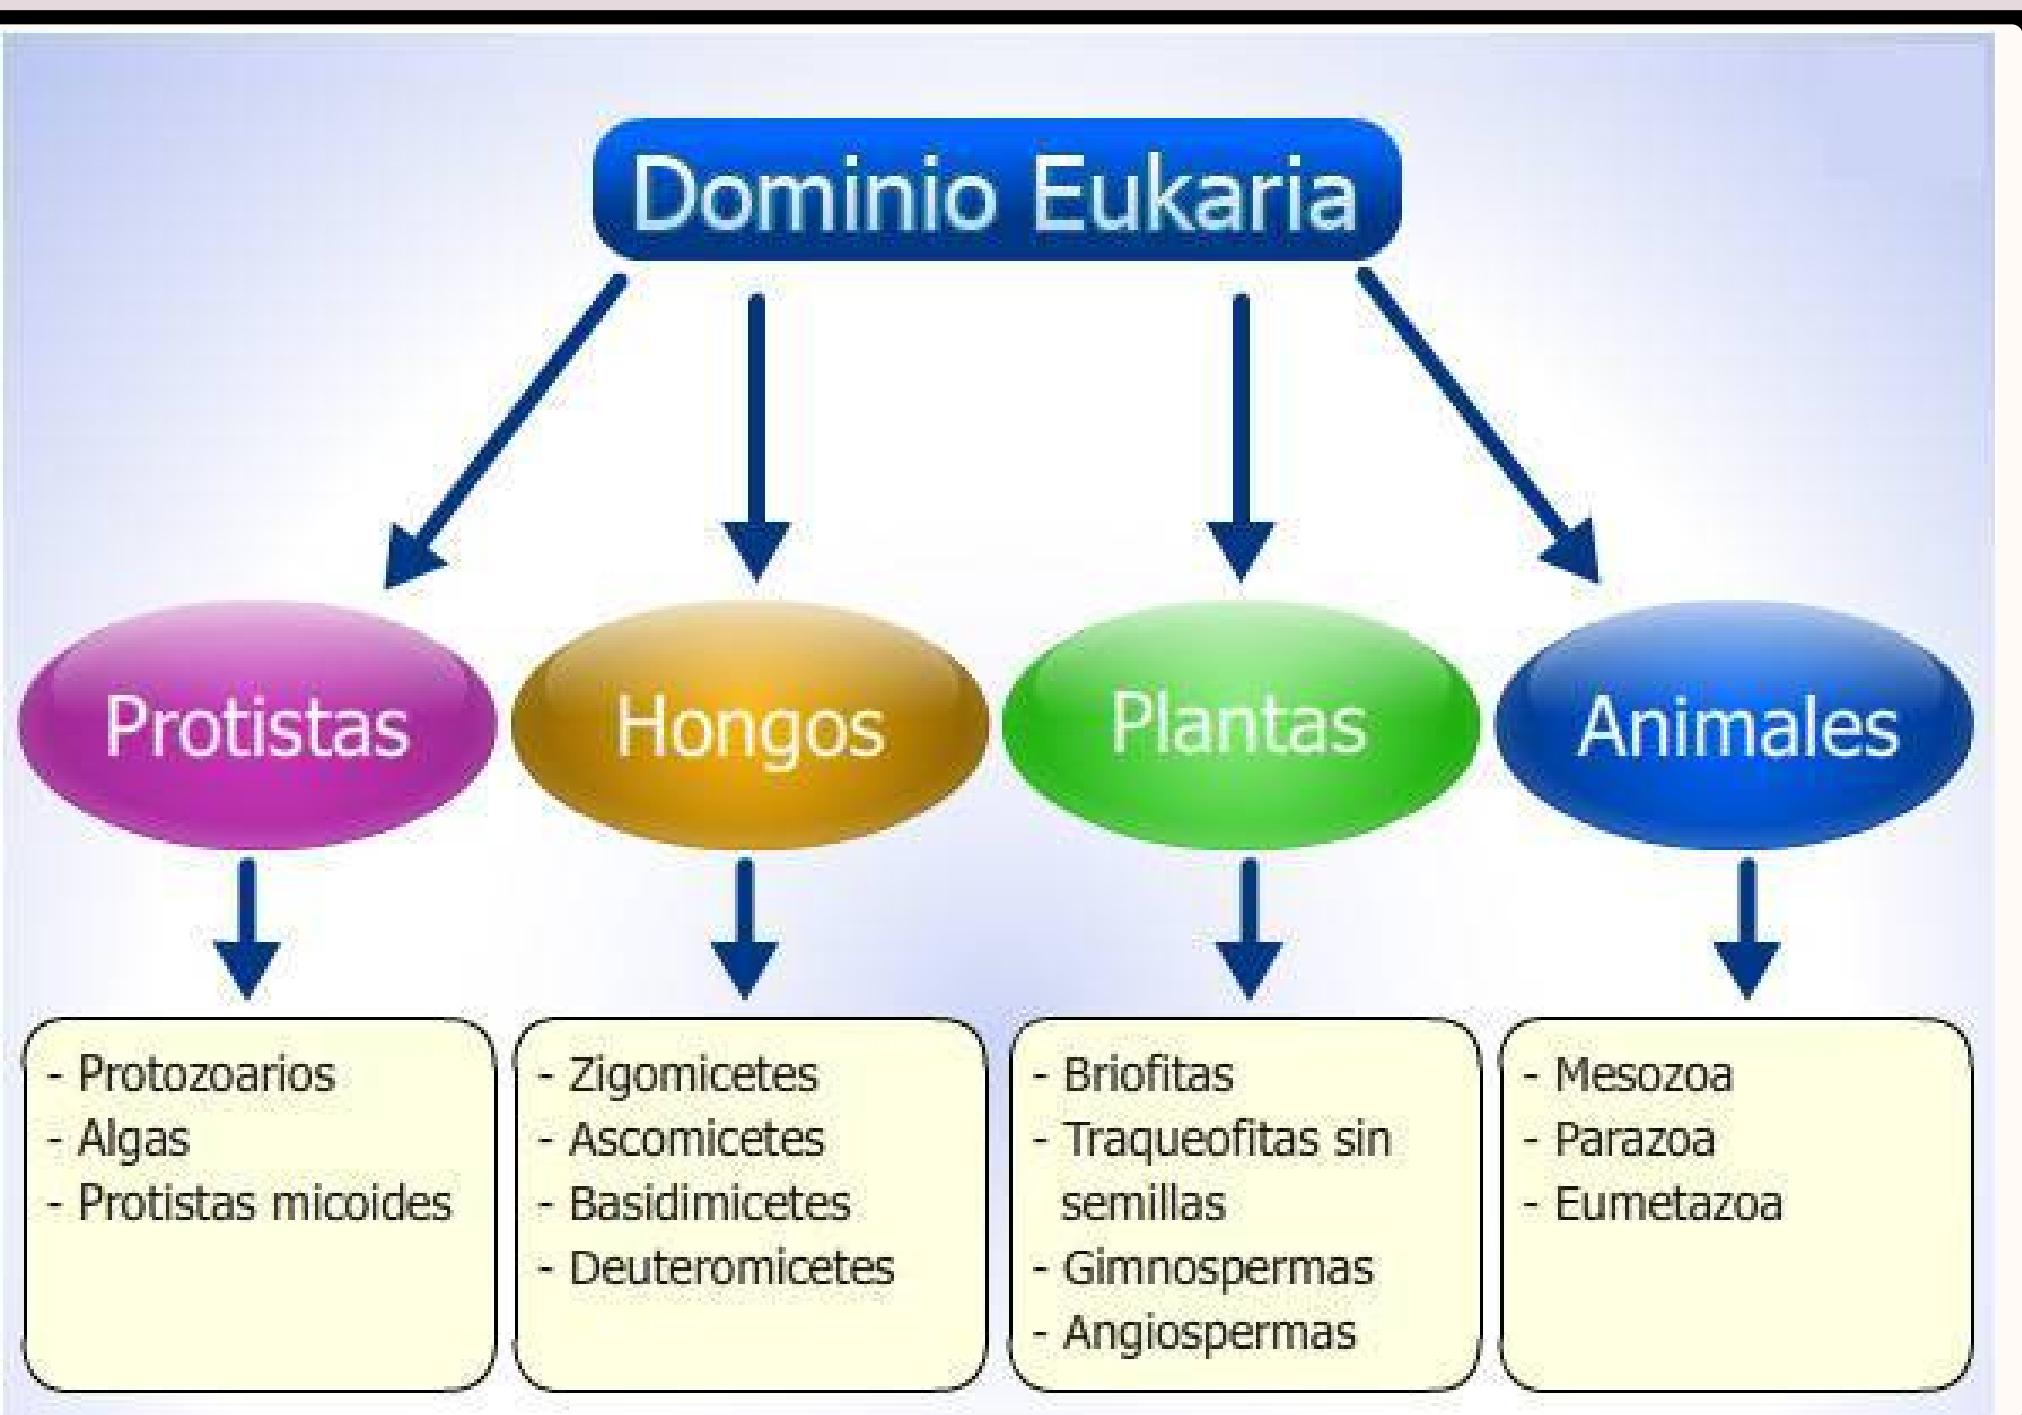 Dominio Eukaria
Protistas
Hongos
Plantas
Animales
- Protozoarios
- Algas
- Protistas micoides
- Zigomicetes
- Ascomicetes
- Basidimicetes
- Deuteromicetes
- Briofitas
- Traqueofitas sin
semillas
- Gimnospermas
- Angiospermas
- Mesozoa
- Parazoa
- Eumetazoa